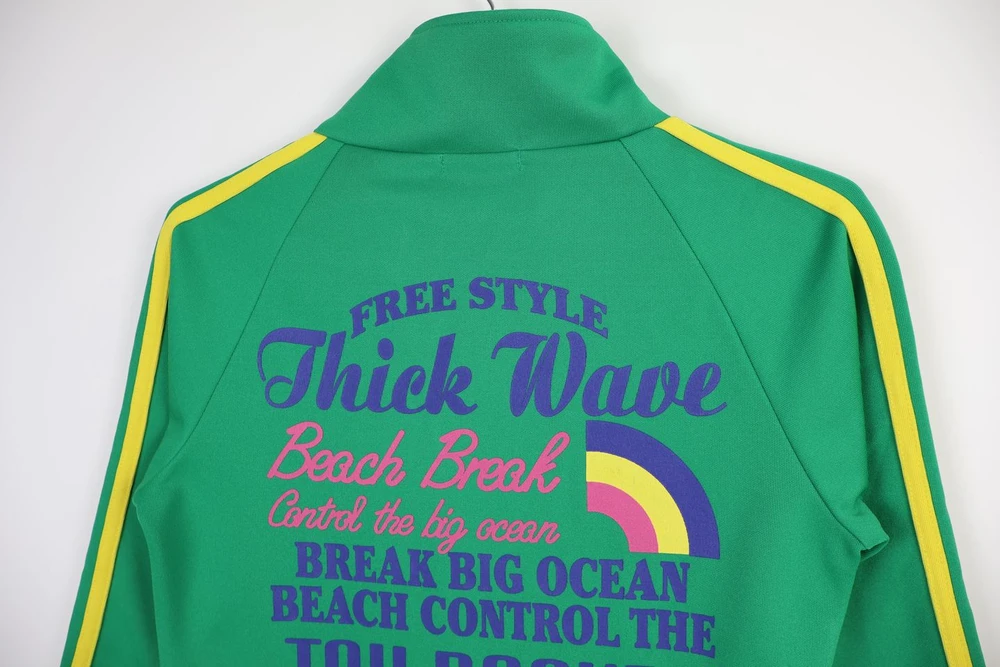 FREE STYLE
Thick Wave
Beach Break
Control the big ocean
BREAK BIG OCEAN
BEACH CONTROL THE